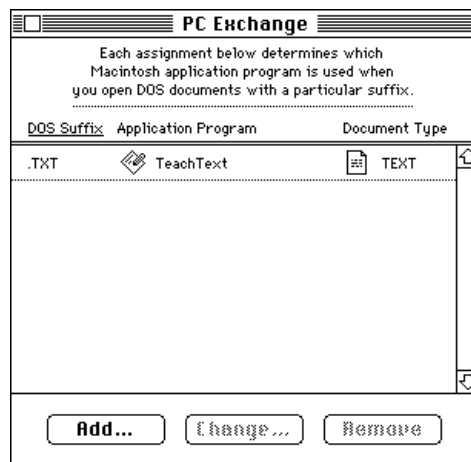 PC Exchange
Each assignment below determines which
Macintosh application program is used when
you open DOS documents with a particular suffix.
DOS Suffix Application Program Document Type
.TXT TeachText TEXT
Add... Change... Remove